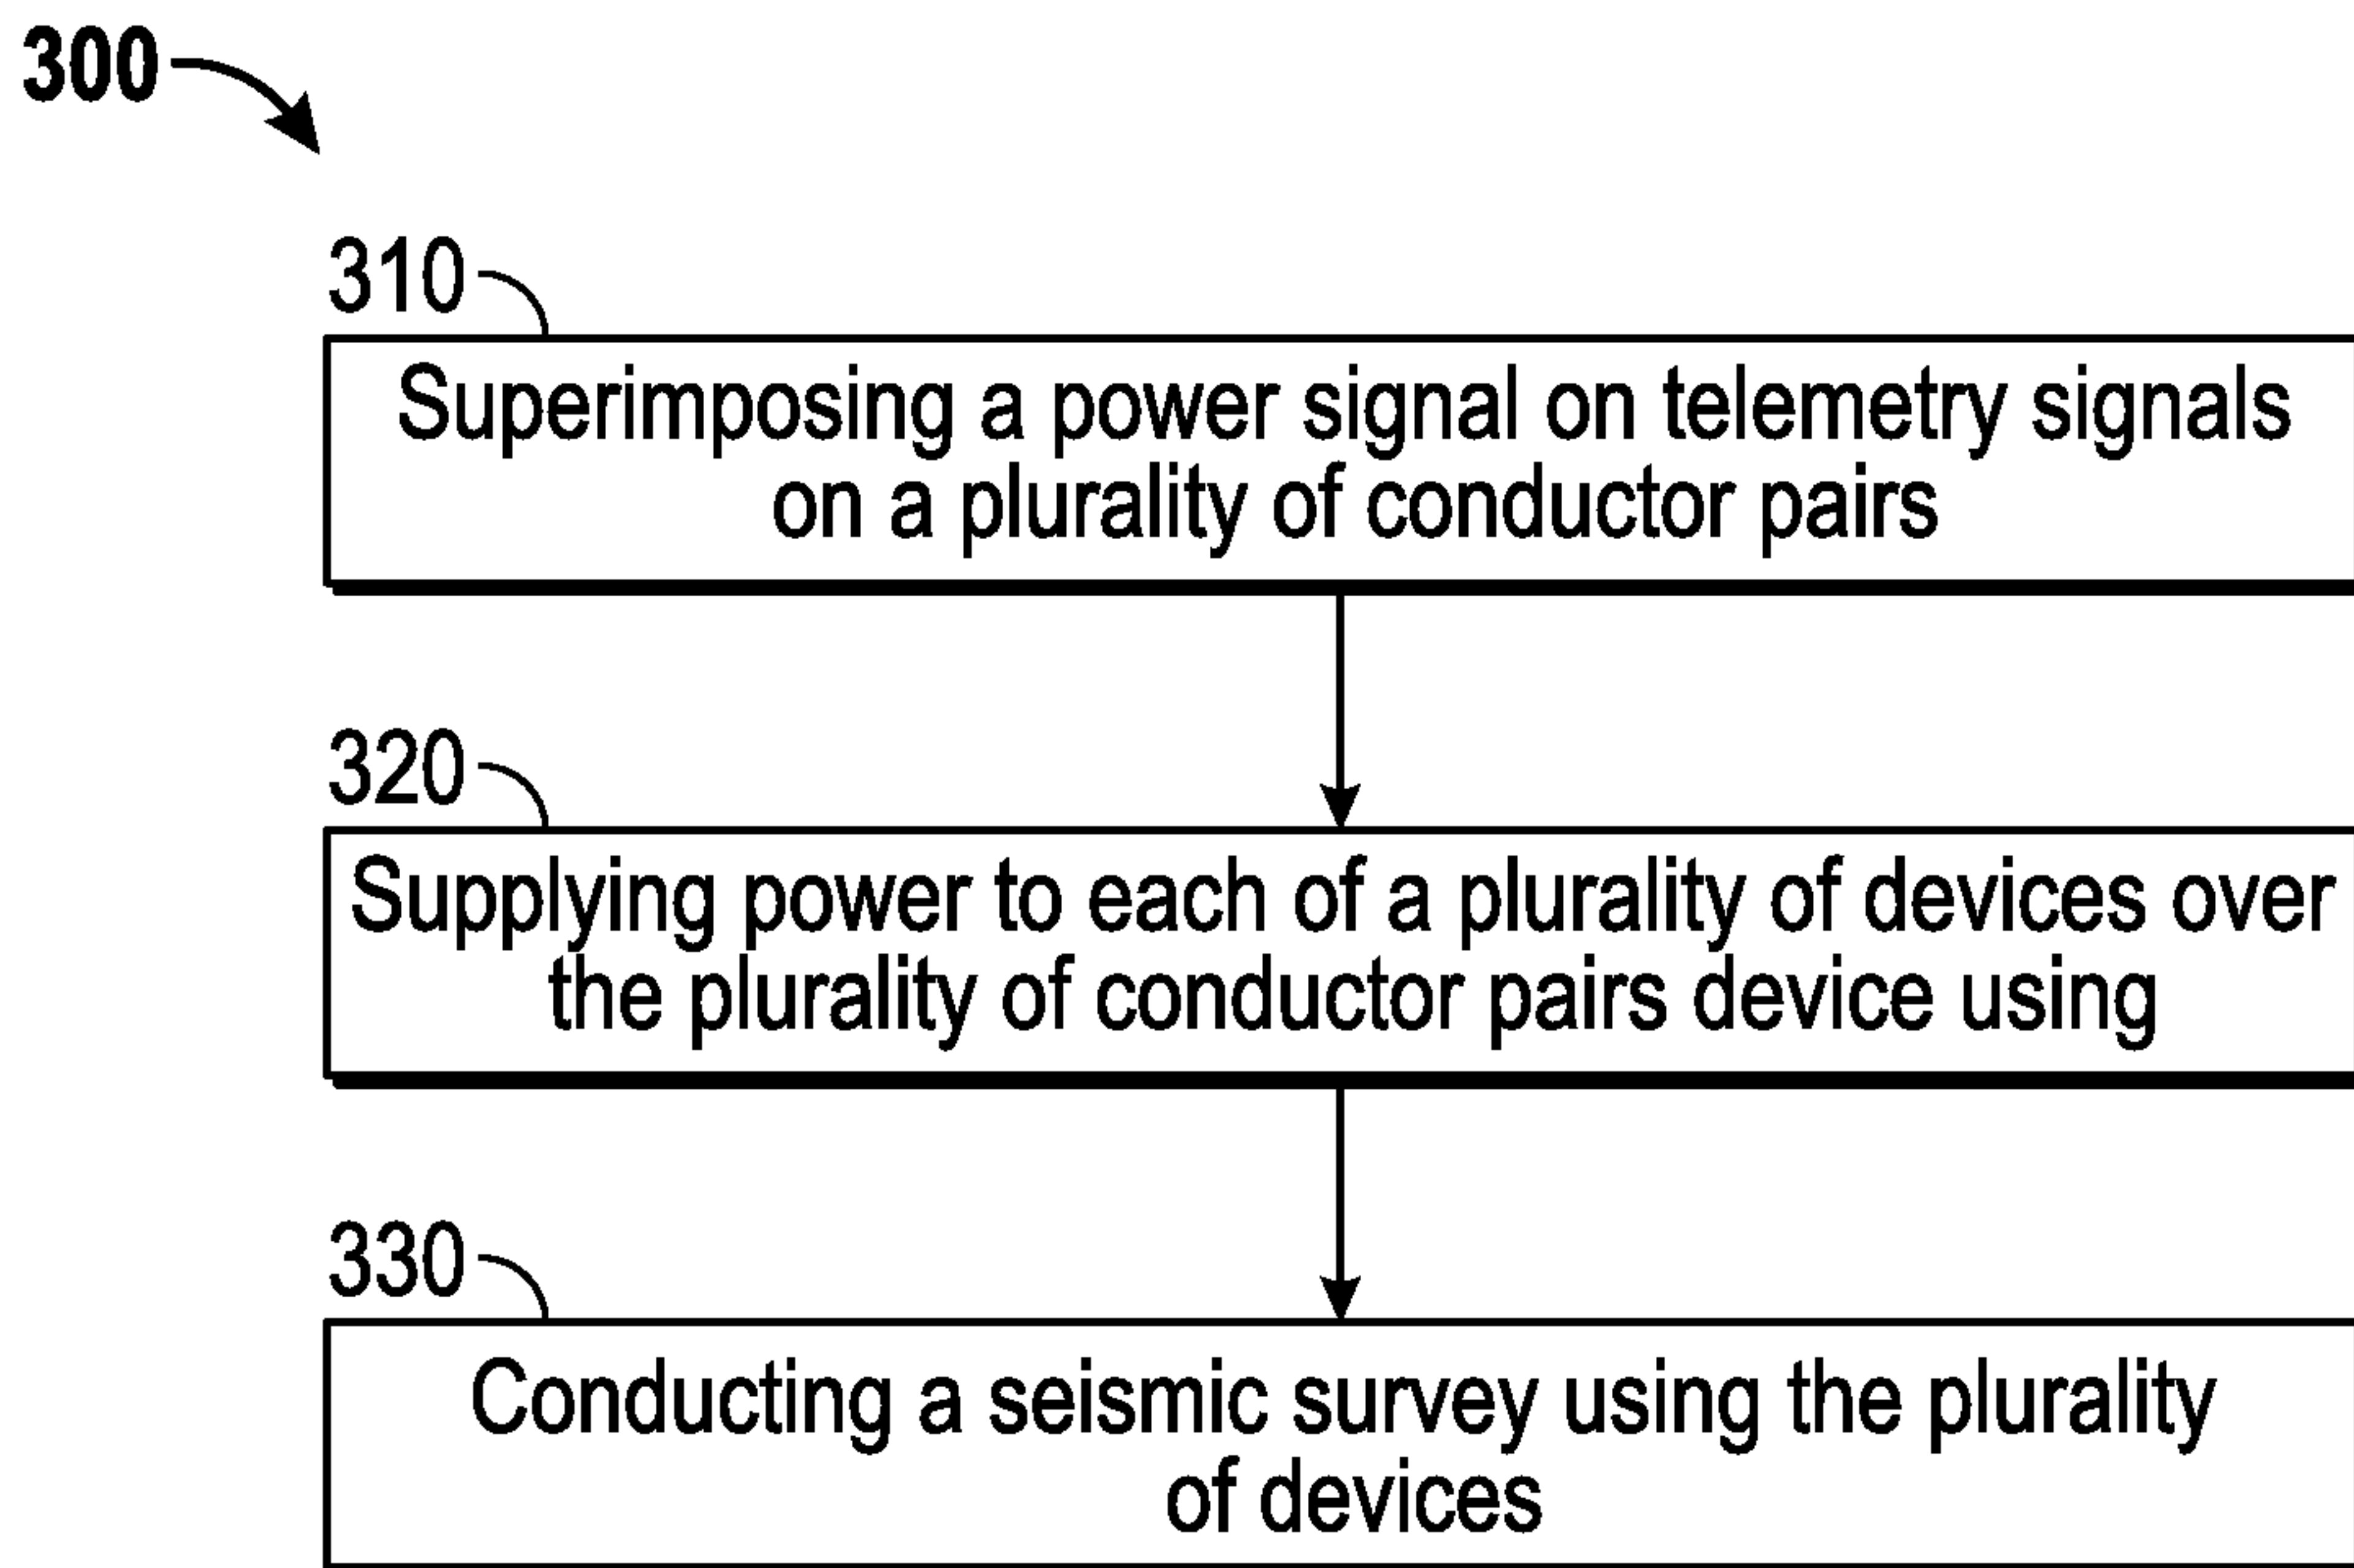 300
310
Superimposing a power signal on telemetry signals
on a plurality of conductor pairs
320
Supplying power to each of a plurality of devices over
the plurality of conductor pairs device using
330
Conducting a seismic survey using the plurality
of devices